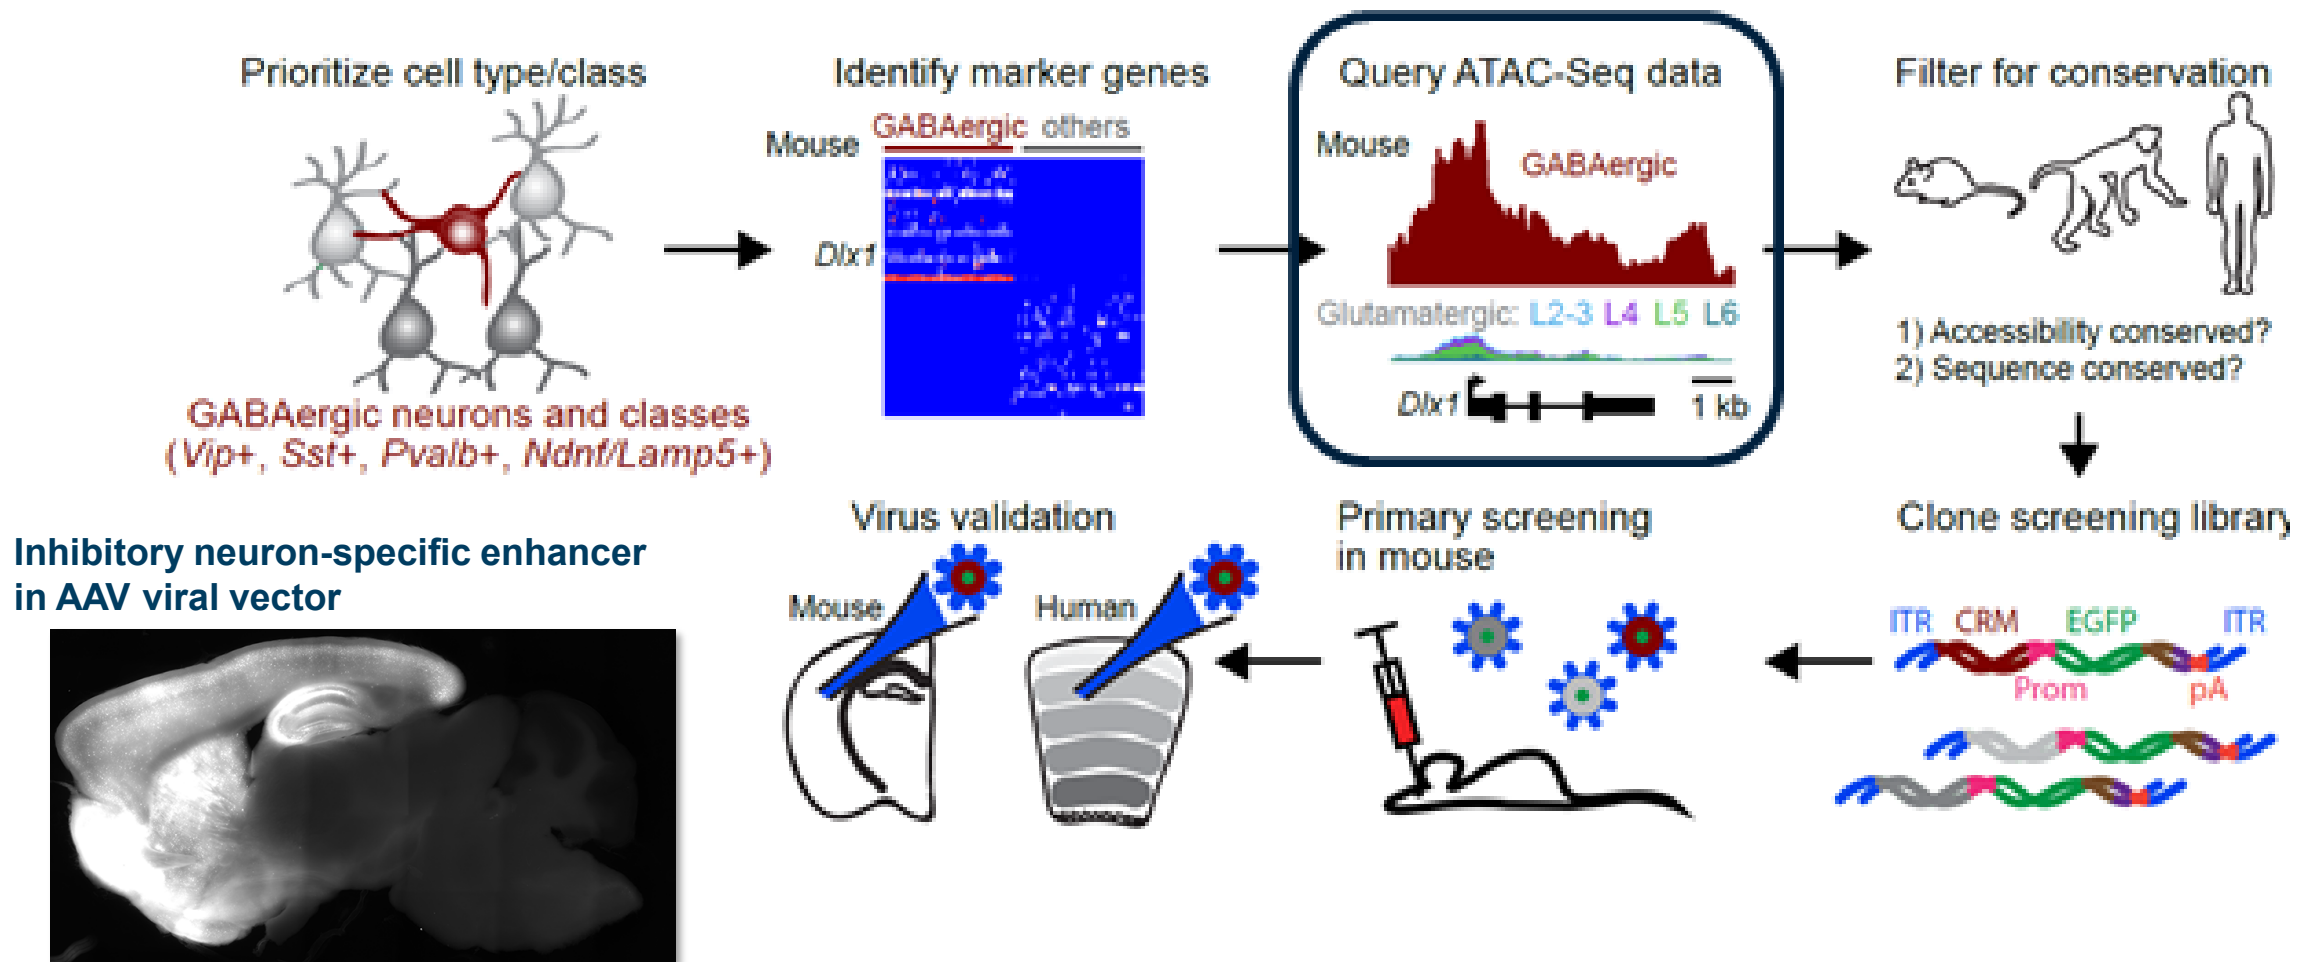 Prioritize cell type/class
GABAergic neurons and classes
(Vip+, Sst+, Pvalb+, Ndnf/Lamp5+)
Identify marker genes
GABAergic others
Mouse
Dlx1
Query ATAC-Seq data
Mouse
GABAergic
Glutamatergic: L2-3 L4 L5 L6
Dlx1
1 kb
Filter for conservation
1) Accessibility conserved?
2) Sequence conserved?
Clone screening library
ITR CRM EGFP ITR
Prom pA
Primary screening
in mouse
Virus validation
Mouse
Human
Inhibitory neuron-specific enhancer
in AAV viral vector